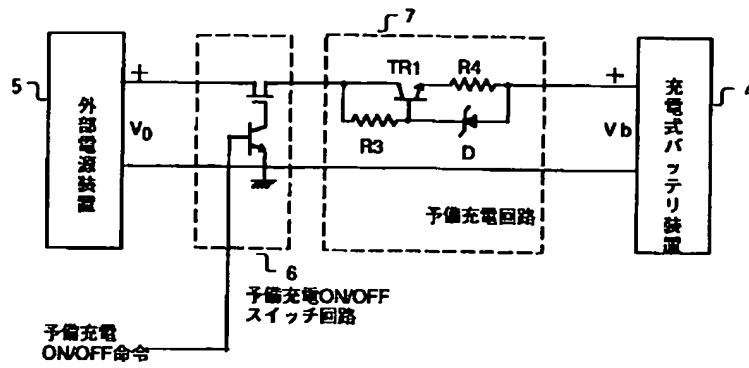 7
5
外部電源装置
+
V0
TR1
R4
R3
D
+
Vb
充電式バッテリ装置
4
予備充電回路
6
予備充電ON/OFF
スイッチ回路
予備充電
ON/OFF命令